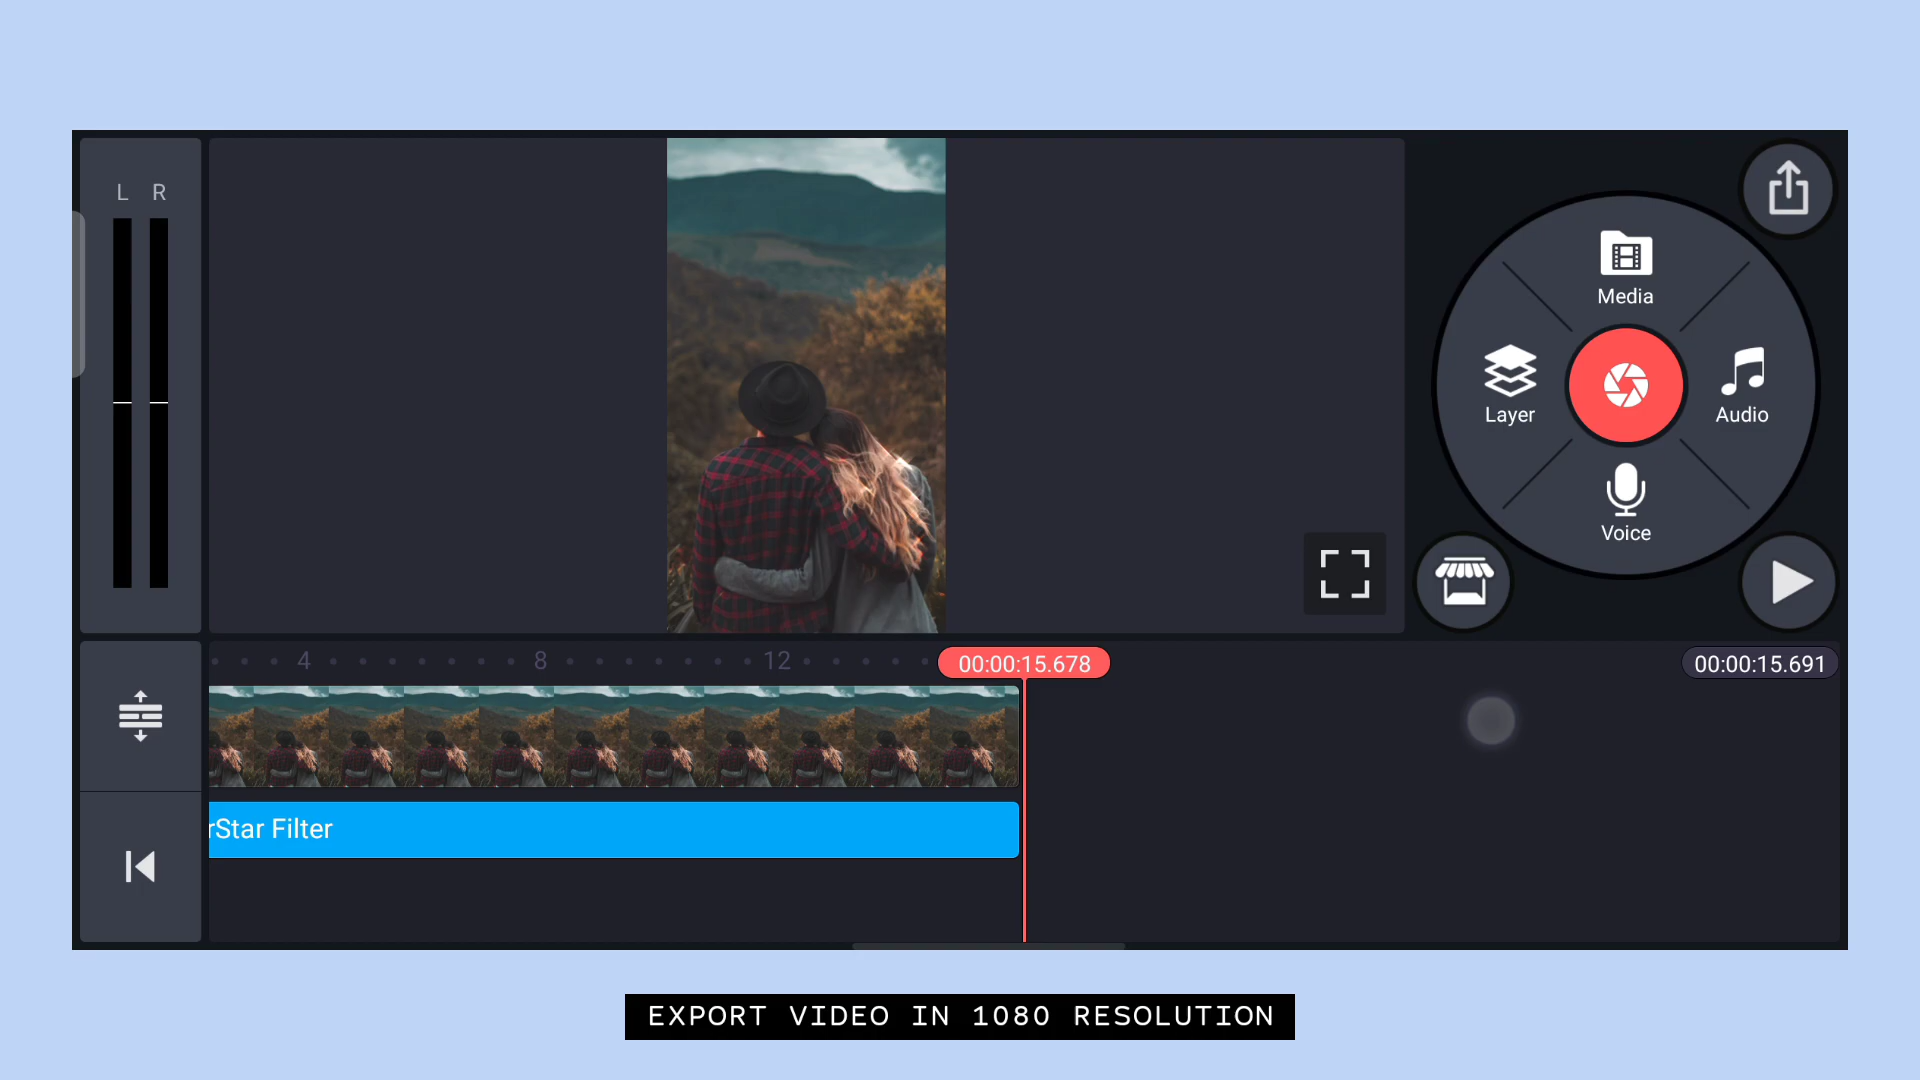 L R
Media
Layer
Audio
Voice
4 8 12
00:00:15.678
00:00:15.691
rStar Filter
EXPORT VIDEO IN 1080 RESOLUTION